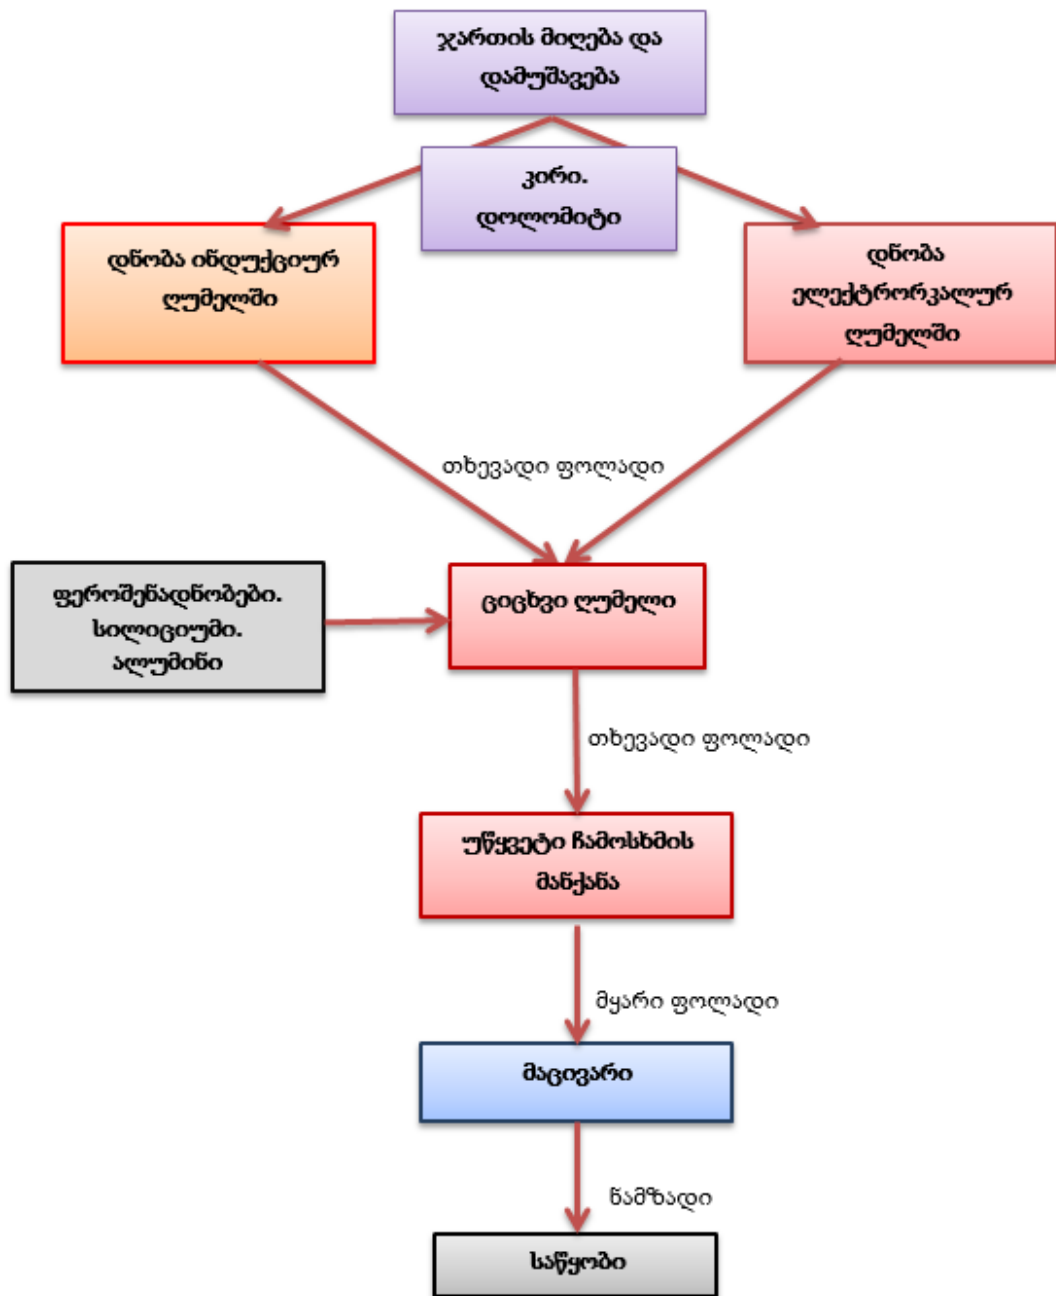 ჯართის მიღება და
დამუშავება
კირი.
დოლომიტი
დნობა ინდუქციურ
ღუმელში
დნობა
ელექტრორკალურ
ღუმელში
თხევადი ფოლადი
ფეროშენადნობები.
სილიციუმი.
ალუმინი
ციცხვი ღუმელი
თხევადი ფოლადი
უწყვეტი ჩამოსხმის
მანქანა
მყარი ფოლადი
მაცივარი
ნამზადი
საწყობი